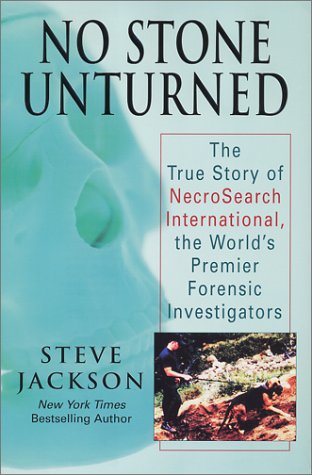 NO STONE
UNTURNED
The
True Story of
NecroSearch
International,
the World's
Premier
Forensic
Investigators
STEVE
JACKSON
New York Times
Bestselling Author